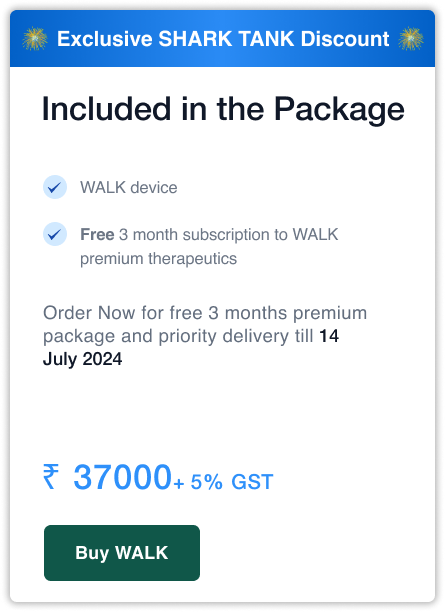 Exclusive SHARK TANK Discount
Included in the Package
WALK device
Free 3 month subscription to WALK
premium therapeutics
Order Now for free 3 months premium
package and priority delivery till 14
July 2024
₹ 37000+ 5% GST
Buy WALK